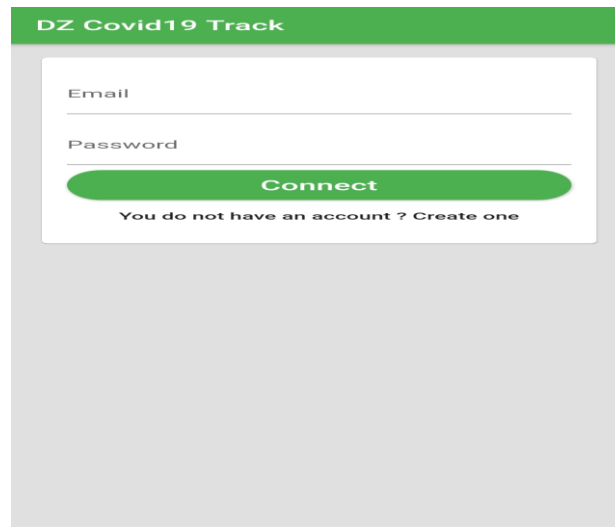 DZ Covid19 Track
Email
Password
Connect
You do not have an account ? Create one